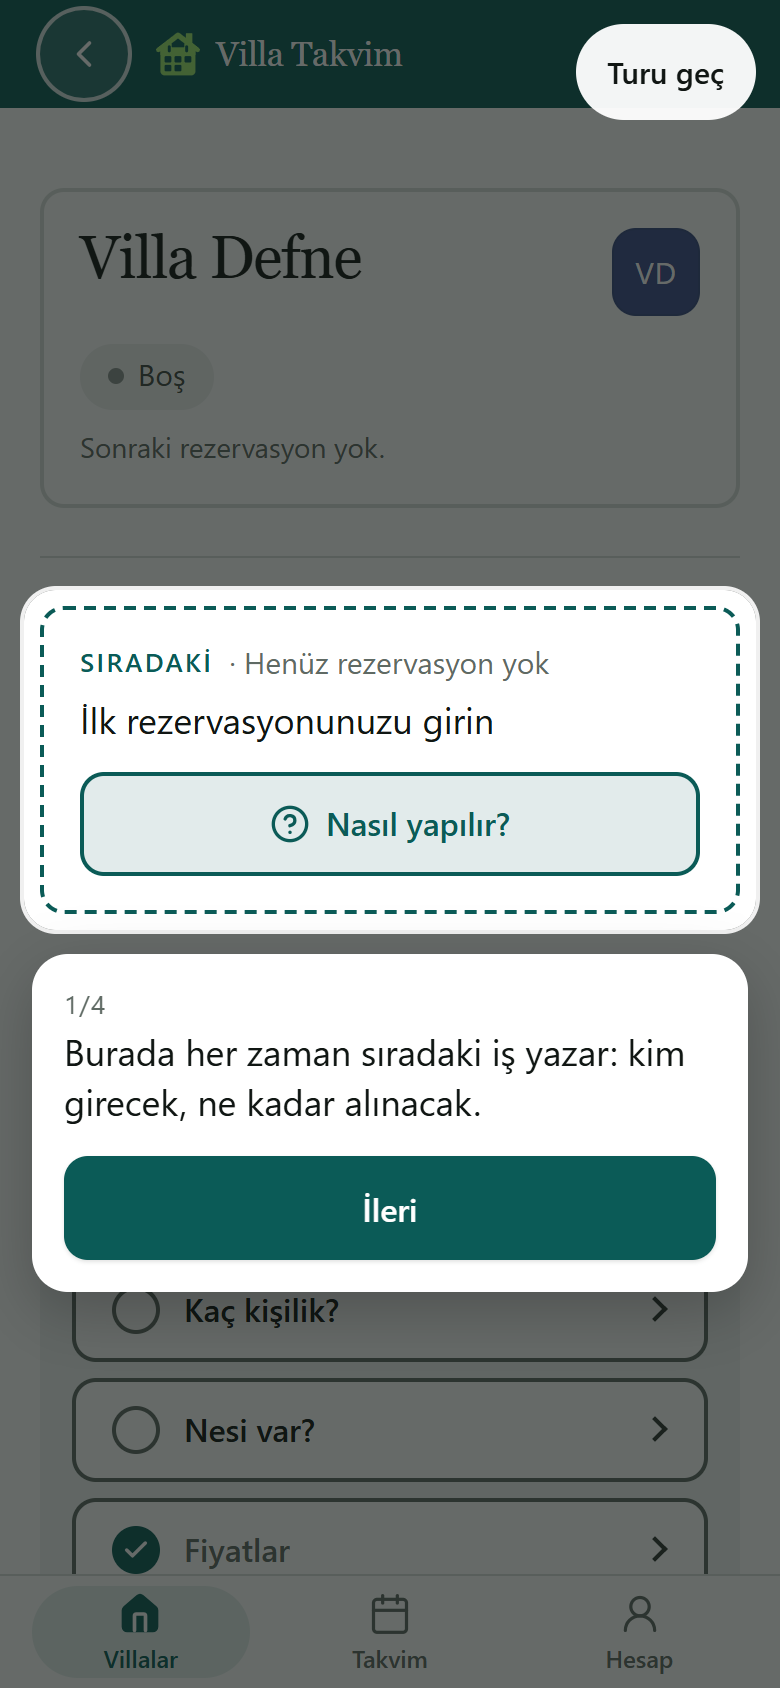 Villa Takvim
Turu geç
Villa Defne
VD
Boş
Sonraki rezervasyon yok.
SIRADAKİ · Henüz rezervasyon yok
İlk rezervasyonunuzu girin
Nasıl yapılır?
1/4
Burada her zaman sıradaki iş yazar: kim
girecek, ne kadar alınacak.
İleri
Kaç kişilik?
Nesi var?
Fiyatlar
Villalar
Takvim
Hesap